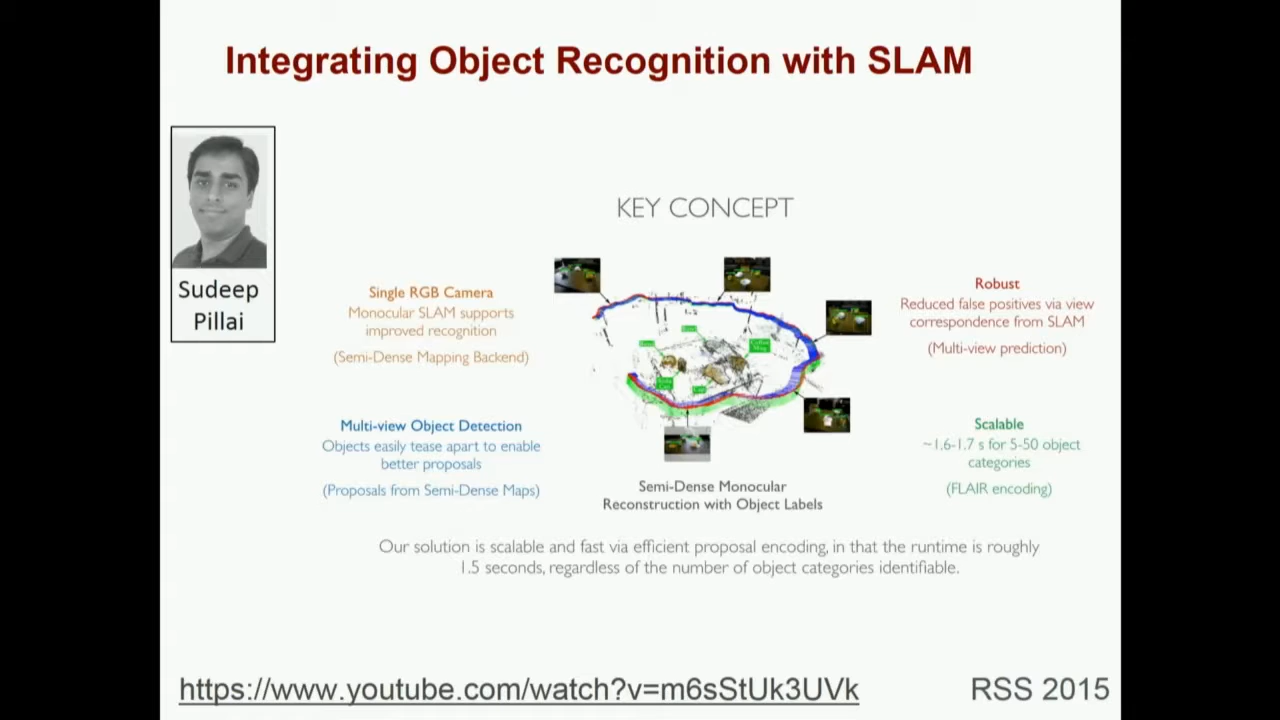 Integrating Object Recognition with SLAM
Sudeep
Pillai
KEY CONCEPT
Single RGB Camera
Monocular SLAM supports
improved recognition
(Semi-Dense Mapping Backend)
Multi-view Object Detection
Objects easily tease apart to enable
better proposals
(Proposals from Semi-Dense Maps)
Semi-Dense Monocular
Reconstruction with Object Labels
Robust
Reduced false positives via view
correspondence from SLAM
(Multi-view prediction)
Scalable
~1.6-1.7 s for 5-50 object
categories
(FLAIR encoding)
Our solution is scalable and fast via efficient proposal encoding, in that the runtime is roughly
1.5 seconds, regardless of the number of object categories identifiable.
https://www.youtube.com/watch?v=m6sStUk3UVk
RSS 2015